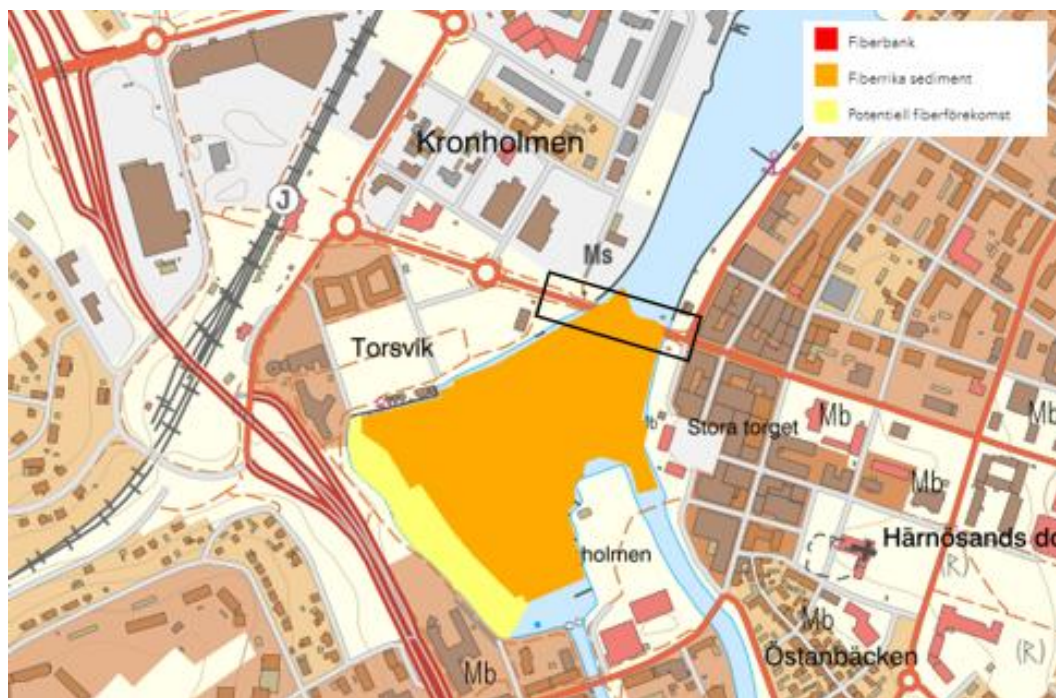 Fiberbank
Fiberrika sediment
Potentiell fiberförekomst
Kronholmen
J
Ms
Torsvik
Stora torget
Mb
Mb
Mb
holmen
Härnösands do
(R)
Mb
Östanbäcken
(R)
Mb